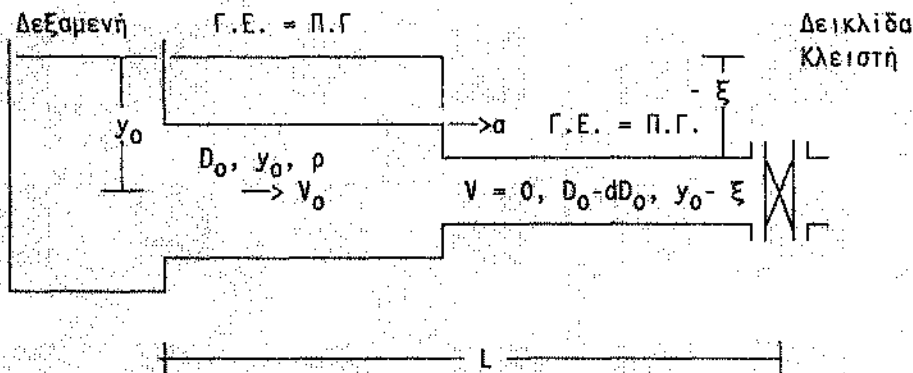 Δεξαμενή Γ.Ε. = Π.Γ Δεικλίδα
Κλειστή
- ξ
y₀ >a Γ.Ε. = Π.Γ.
D₀, y₀, ρ
V₀ V = 0, D₀-dD₀, y₀- ξ
L